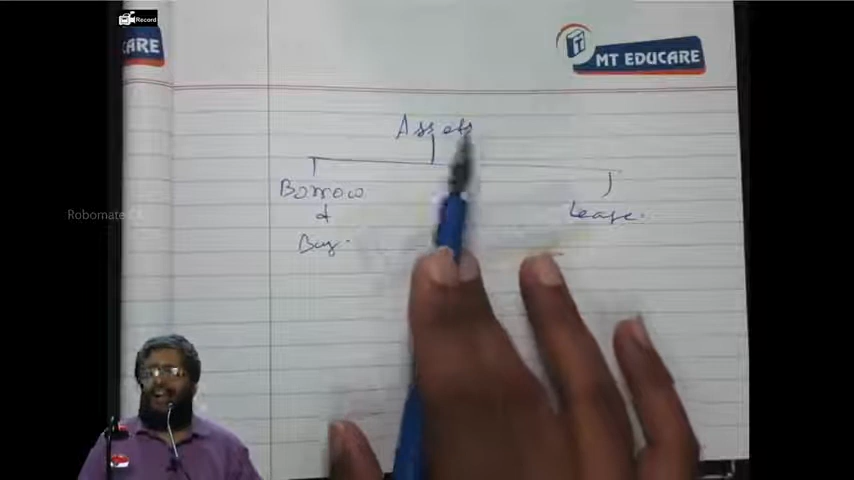 Record
CARE
MT EDUCARE
Assets
Borrow
&
Buy.
Lease.
Robomate